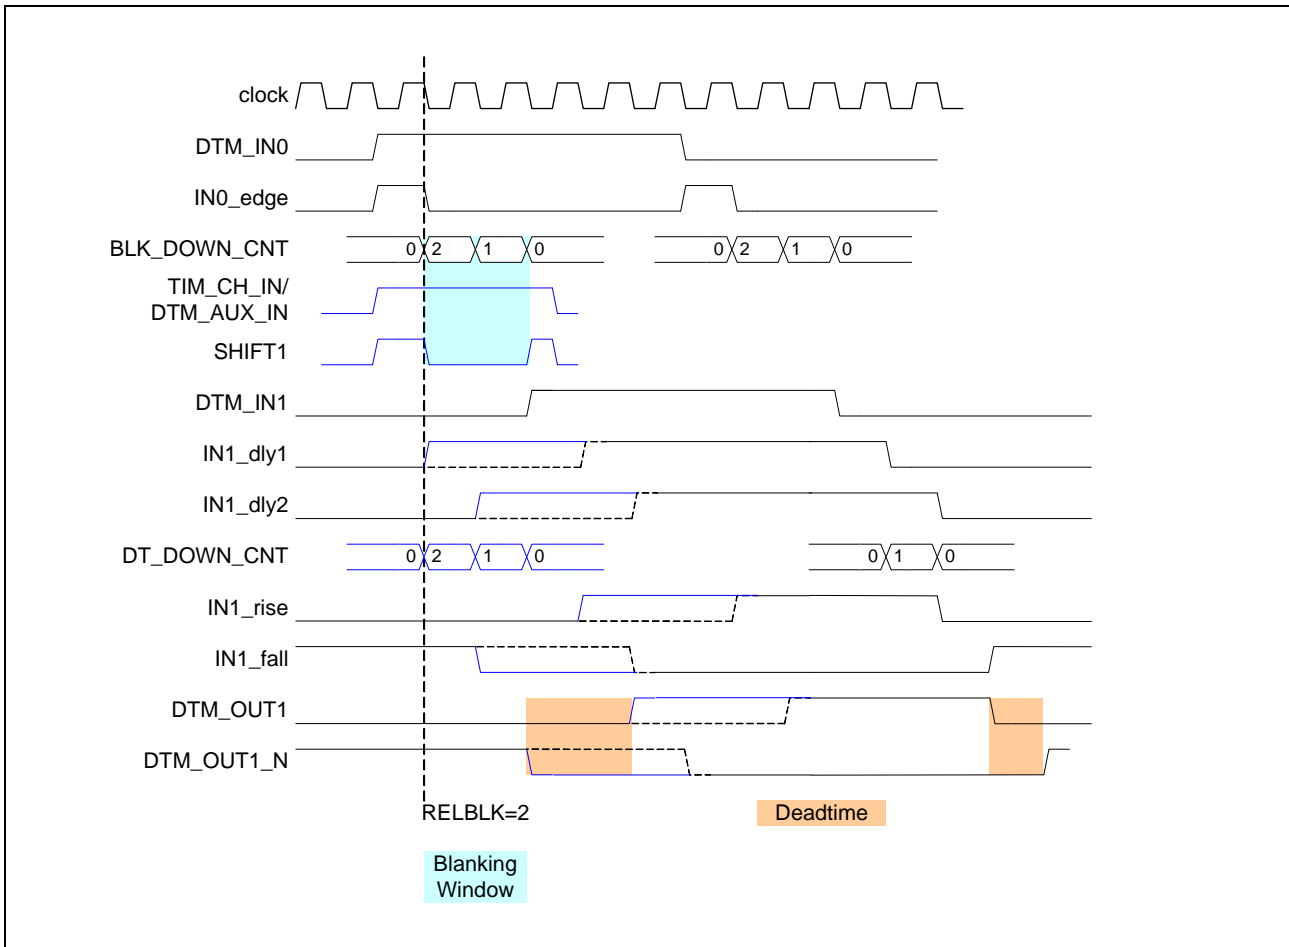 clock
DTM_IN0
IN0_edge
BLK_DOWN_CNT 0 2 1 0 0 2 1 0
TIM_CH_IN/
DTM_AUX_IN
SHIFT1
DTM_IN1
IN1_dly1
IN1_dly2
DT_DOWN_CNT 0 2 1 0 0 1 0
IN1_rise
IN1_fall
DTM_OUT1
DTM_OUT1_N
RELBLK=2 Deadtime
Blanking
Window